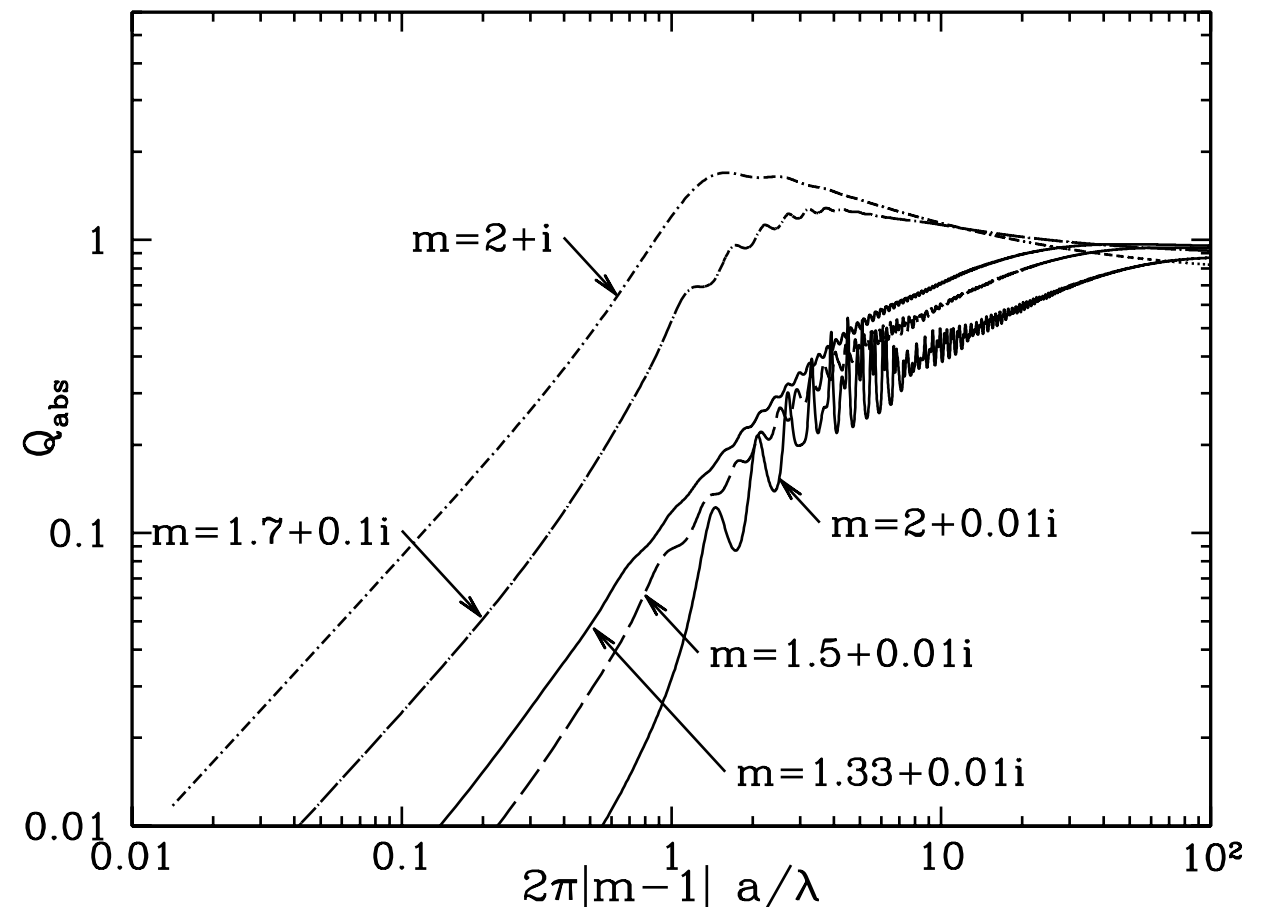 1
0.1
0.01
Q_abs
m=2+i
m=1.7+0.1i
m=2+0.01i
m=1.5+0.01i
m=1.33+0.01i
0.01
0.1
1
10
10²
2π|m−1| a/λ